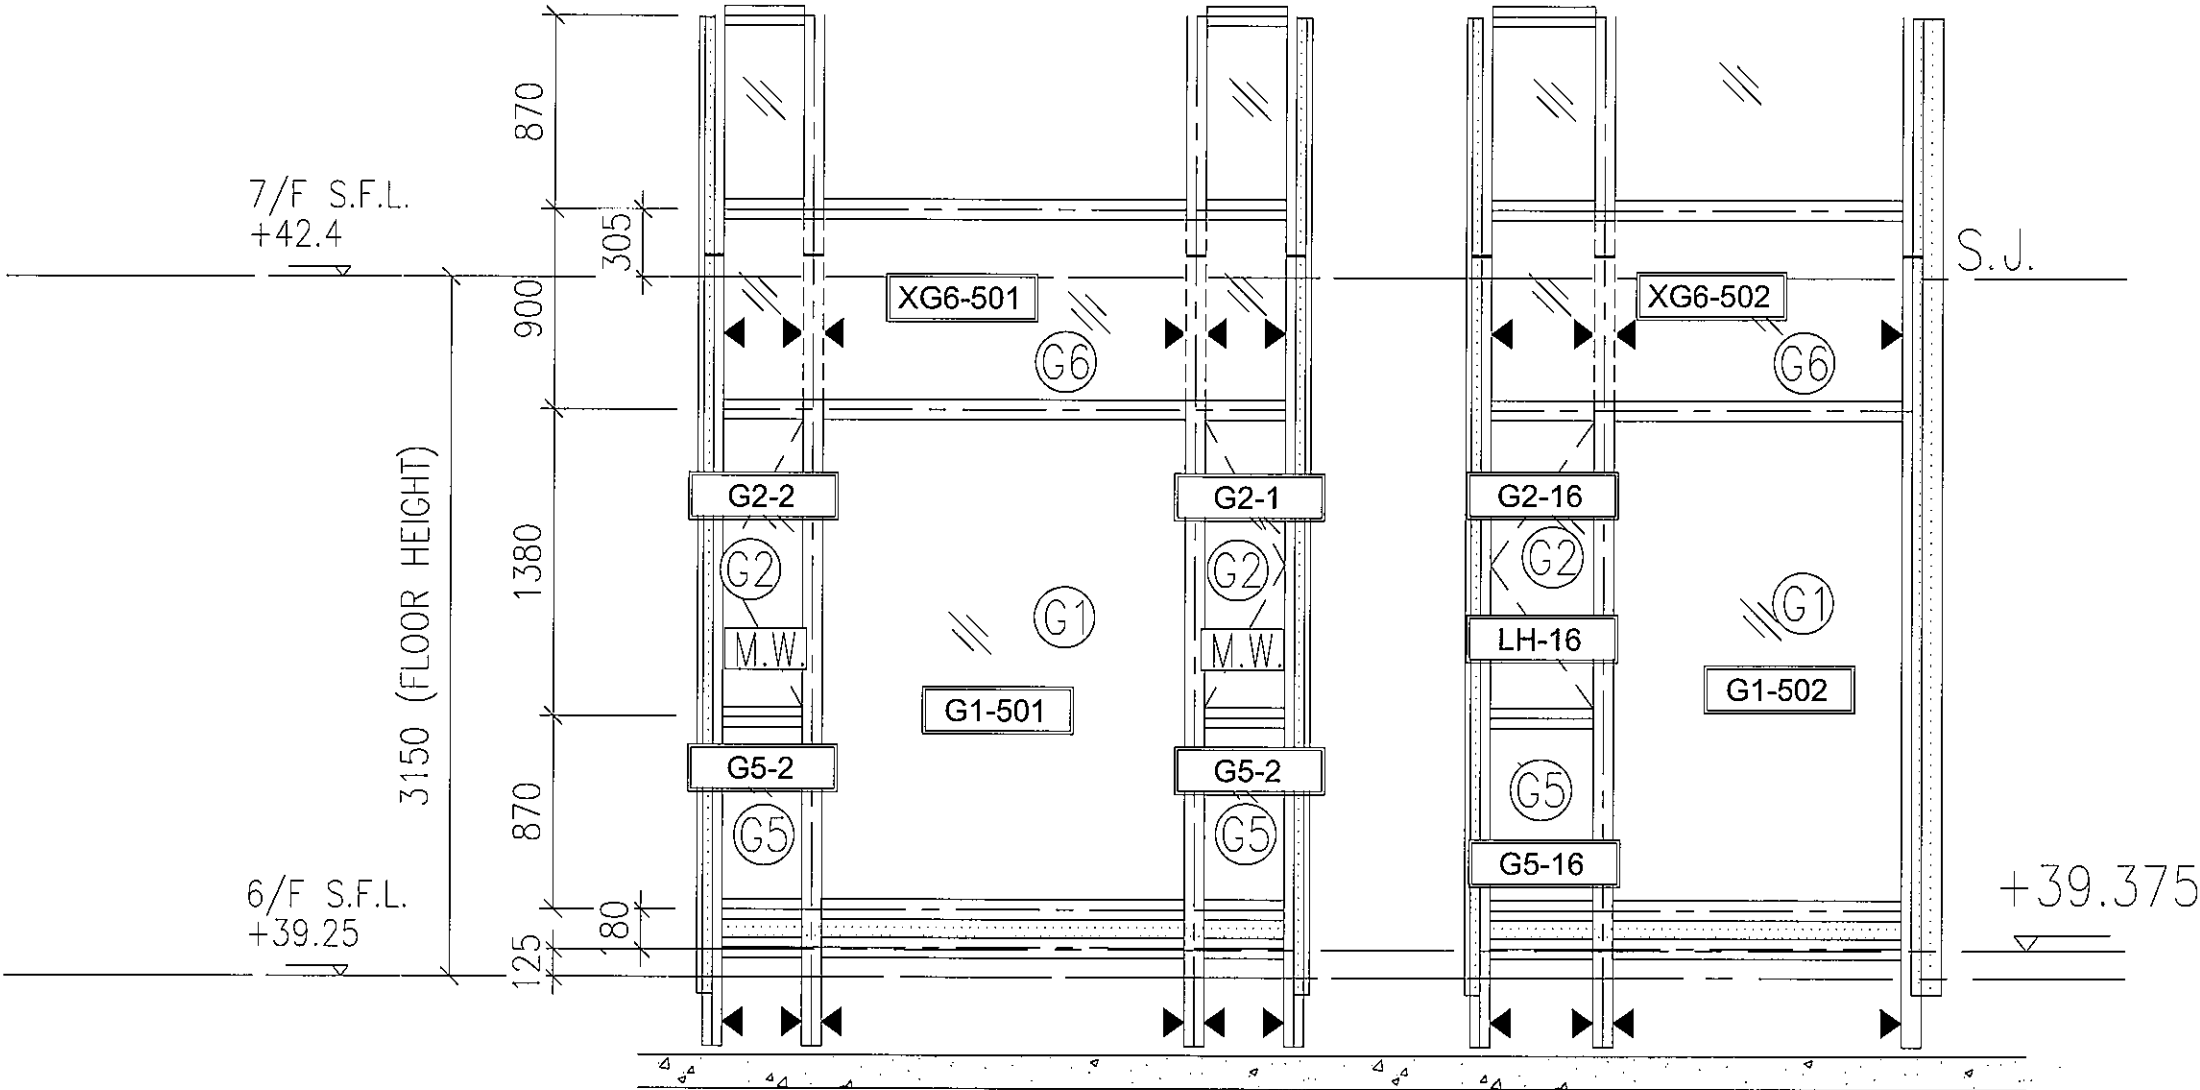 870
7/F S.F.L.
+42.4
305
S.J.
900
XG6-501
XG6-502
G6
G6
3150 (FLOOR HEIGHT)
1380
G2-2
G2-1
G2-16
G2
G2
G2
G1
G1
M.W.
M.W.
LH-16
G1-501
G1-502
870
G5-2
G5-2
G5
G5
G5
G5-16
6/F S.F.L.
+39.25
+39.375
125
180